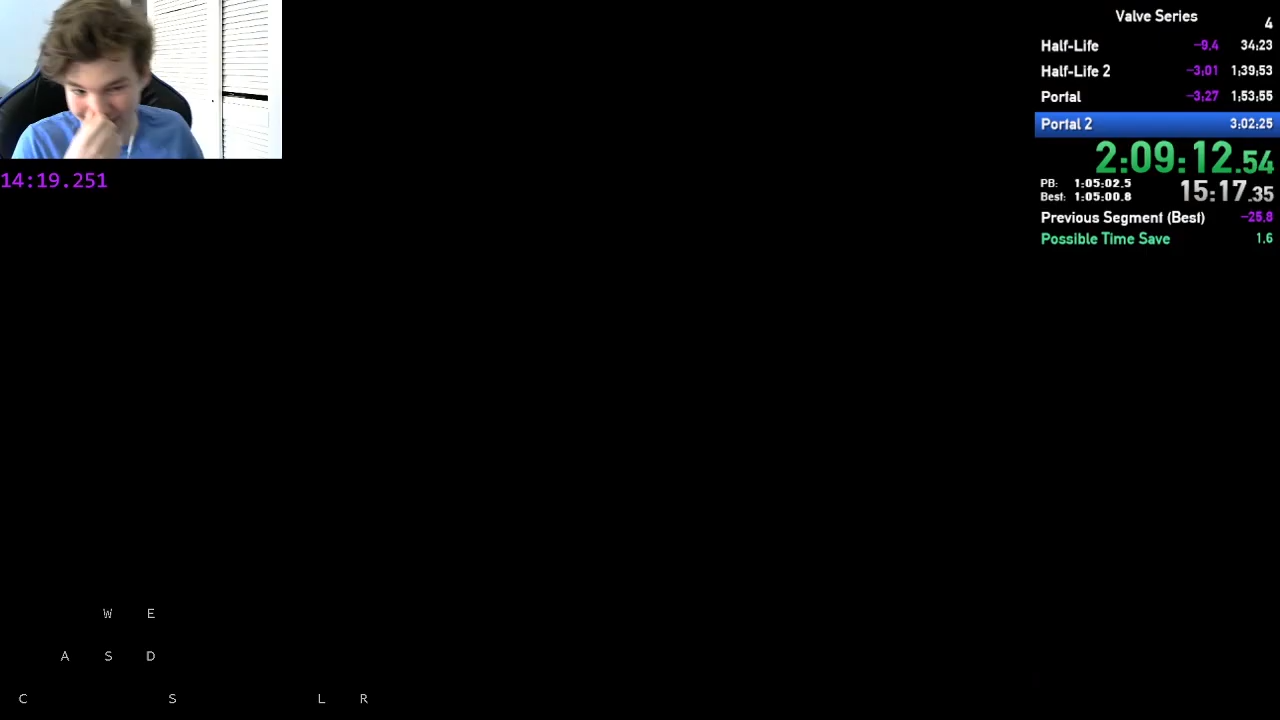 Valve Series
4
Half-Life -9.4 34:23
Half-Life 2 -3:01 1:39:53
Portal -3:27 1:53:55
Portal 2 3:02:25
2:09:12.54
PB: 1:05:02.5
Best: 1:05:00.8
15:17.35
Previous Segment (Best) -25.8
Possible Time Save 1.6
14:19.251
W E
A S D
C S L R